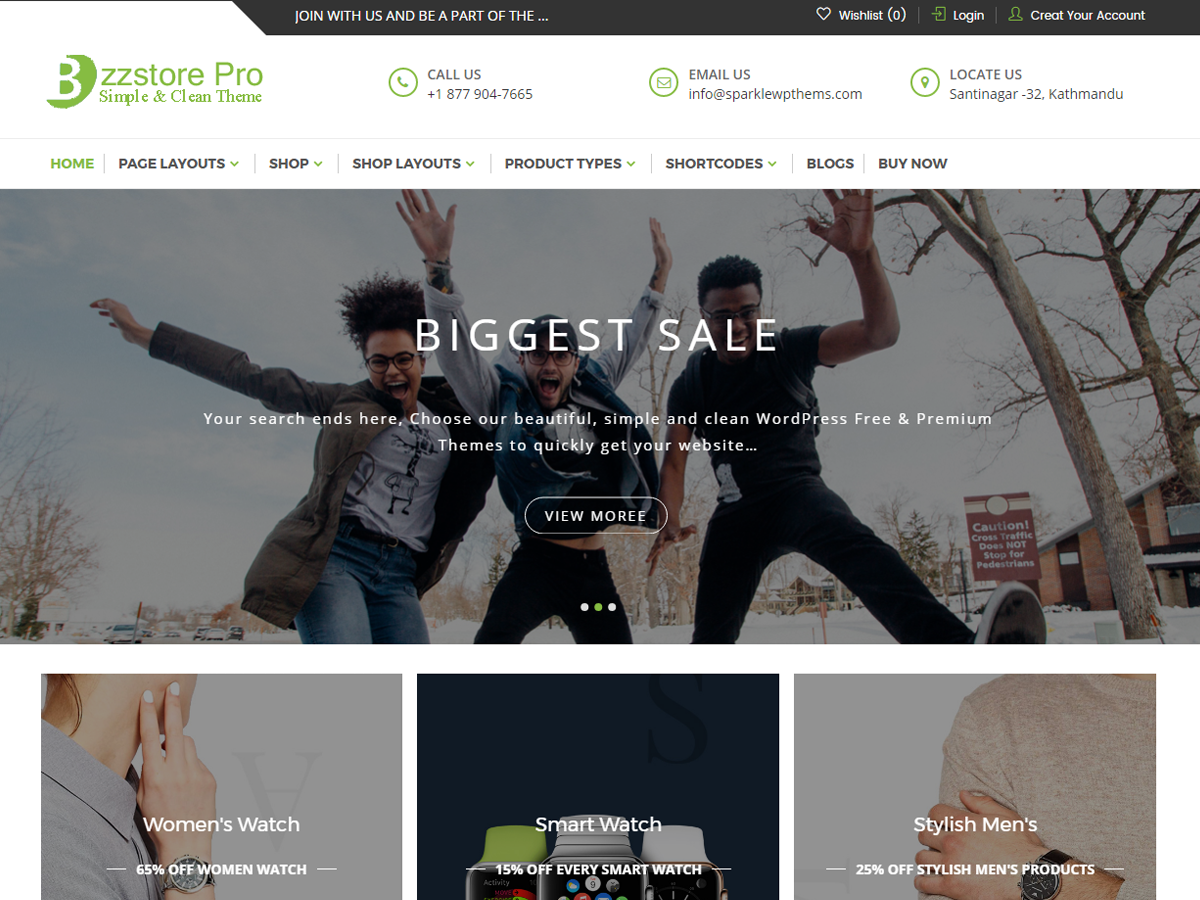 JOIN WITH US AND BE A PART OF THE ...
Wishlist (0)
Login
Creat Your Account
Bzzstore Pro
Simple & Clean Theme
CALL US
+1 877 904-7665
EMAIL US
info@sparklewpthems.com
LOCATE US
Santinagar -32, Kathmandu
HOME
PAGE LAYOUTS
SHOP
SHOP LAYOUTS
PRODUCT TYPES
SHORTCODES
BLOGS
BUY NOW
BIGGEST SALE
Your search ends here, Choose our beautiful, simple and clean WordPress Free & Premium
Themes to quickly get your website…
VIEW MOREE
Caution!
Cross Traffic
Does NOT
Stop for
Pedestrians
A
Women's Watch
65% OFF WOMEN WATCH
S
Smart Watch
15% OFF EVERY SMART WATCH
Activity
9
Stylish Men's
25% OFF STYLISH MEN'S PRODUCTS